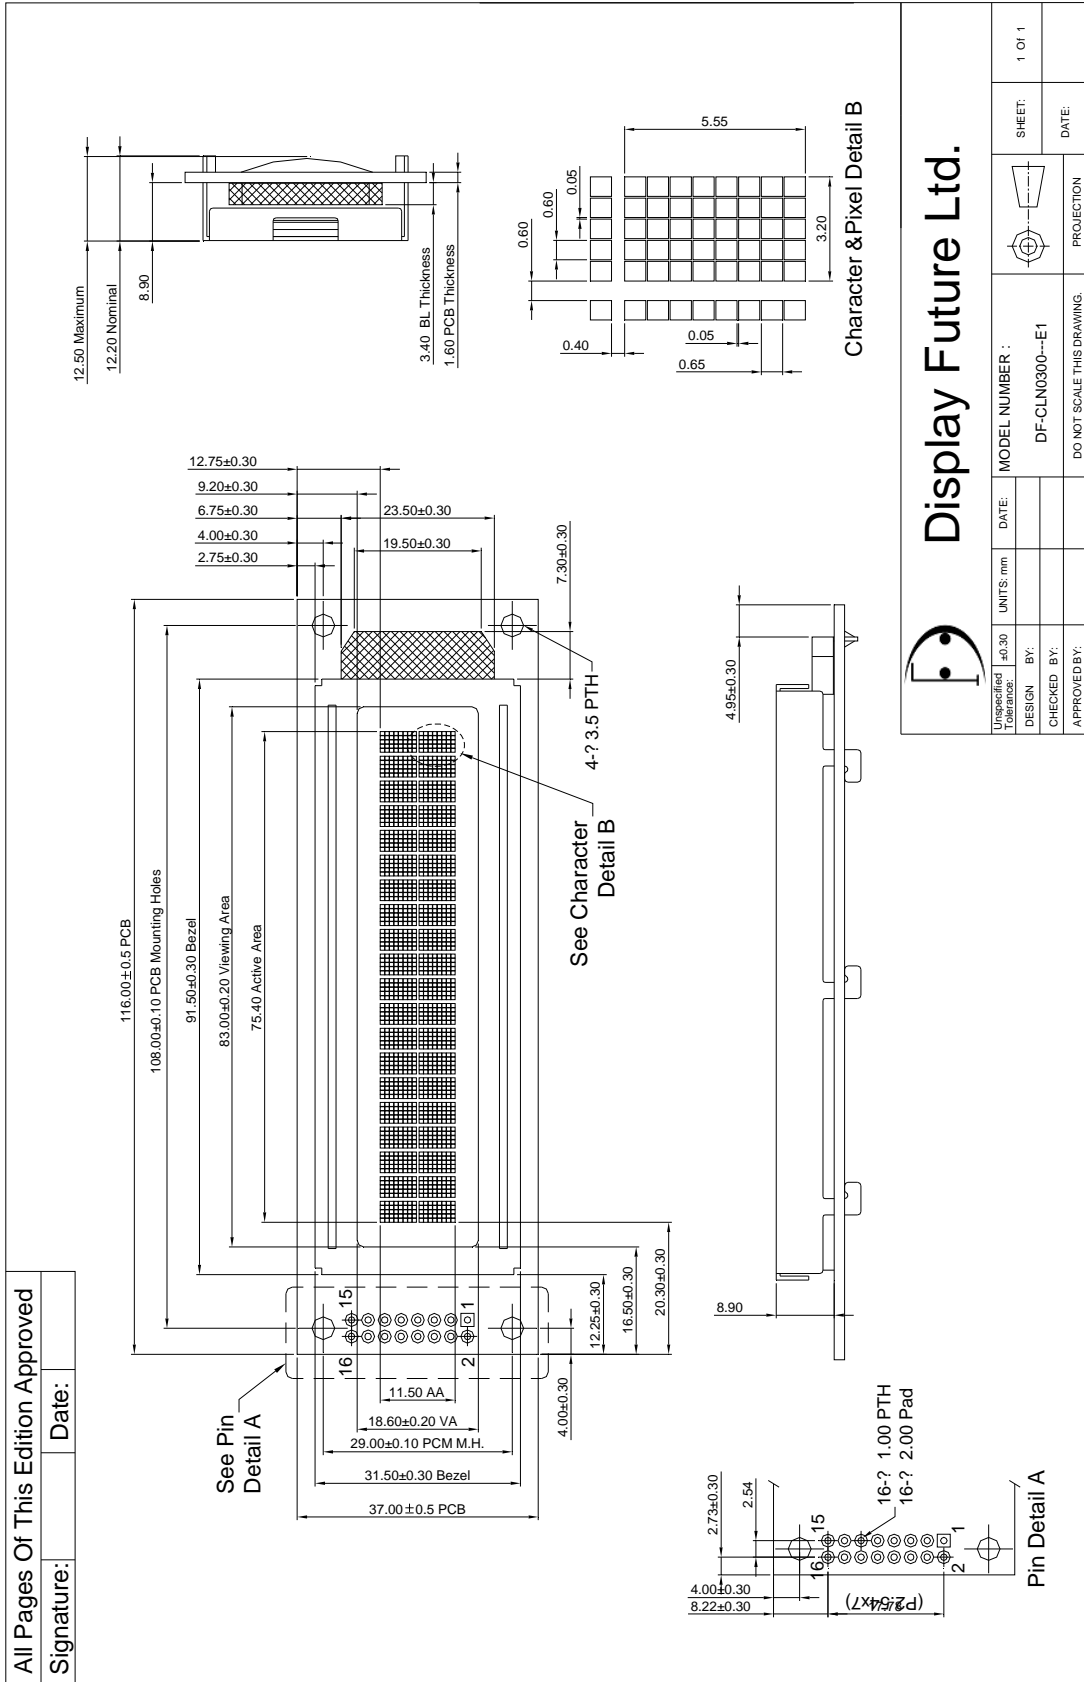 All Pages Of This Edition Approved
Signature:
Date:
12.50 Maximum
12.20 Nominal
8.90
3.40 BL Thickness
1.60 PCB Thickness
5.55
0.05
0.60
0.60
3.20
0.40
0.05
0.65
Character &Pixel Detail B
12.75±0.30
9.20±0.30
6.75±0.30
4.00±0.30
2.75±0.30
23.50±0.30
19.50±0.30
7.30±0.30
116.00±0.5 PCB
108.00±0.10 PCB Mounting Holes
91.50±0.30 Bezel
83.00±0.20 Viewing Area
75.40 Active Area
4-? 3.5 PTH
See Character
Detail B
See Pin
Detail A
15
16
1
2
11.50 AA
18.60±0.20 VA
29.00±0.10 PCM M.H.
31.50±0.30 Bezel
37.00±0.5 PCB
4.00±0.30
12.25±0.30
16.50±0.30
20.30±0.30
4.95±0.30
8.90
2.73±0.30
2.54
15
16
1
2
4.00±0.30
8.22±0.30
(P2.54x7)
16-? 1.00 PTH
16-? 2.00 Pad
Pin Detail A
Display Future Ltd.
Unspecified
Tolerance:
±0.30
UNITS: mm
DATE:
MODEL NUMBER :
DF-CLN0300---E1
SHEET:
1 Of 1
DESIGN BY:
CHECKED BY:
APPROVED BY:
DO NOT SCALE THIS DRAWING.
PROJECTION
DATE: